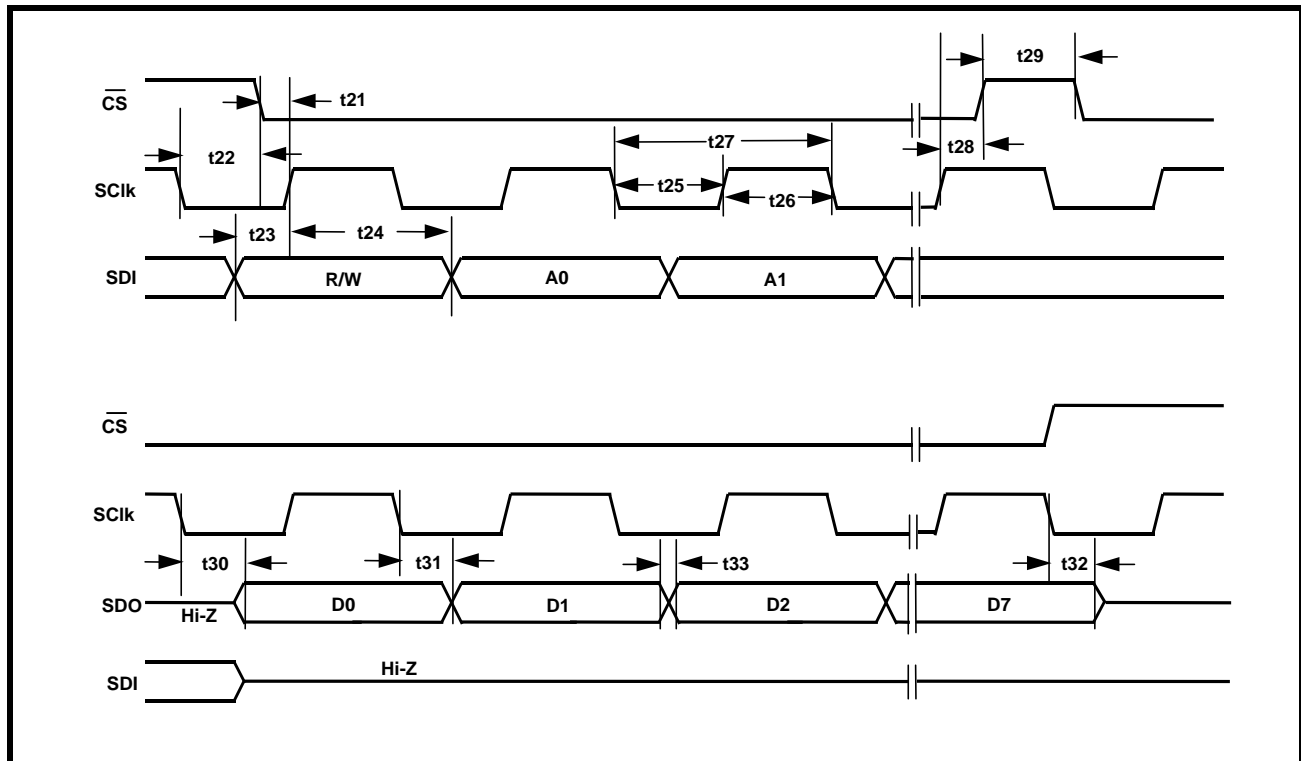 t29
CS
t21
t27
t22
t28
SClk
t25
t26
t23
t24
SDI
R/W
A0
A1
CS
SClk
t30
t31
t33
t32
SDO
Hi-Z
D0
D1
D2
D7
Hi-Z
SDI